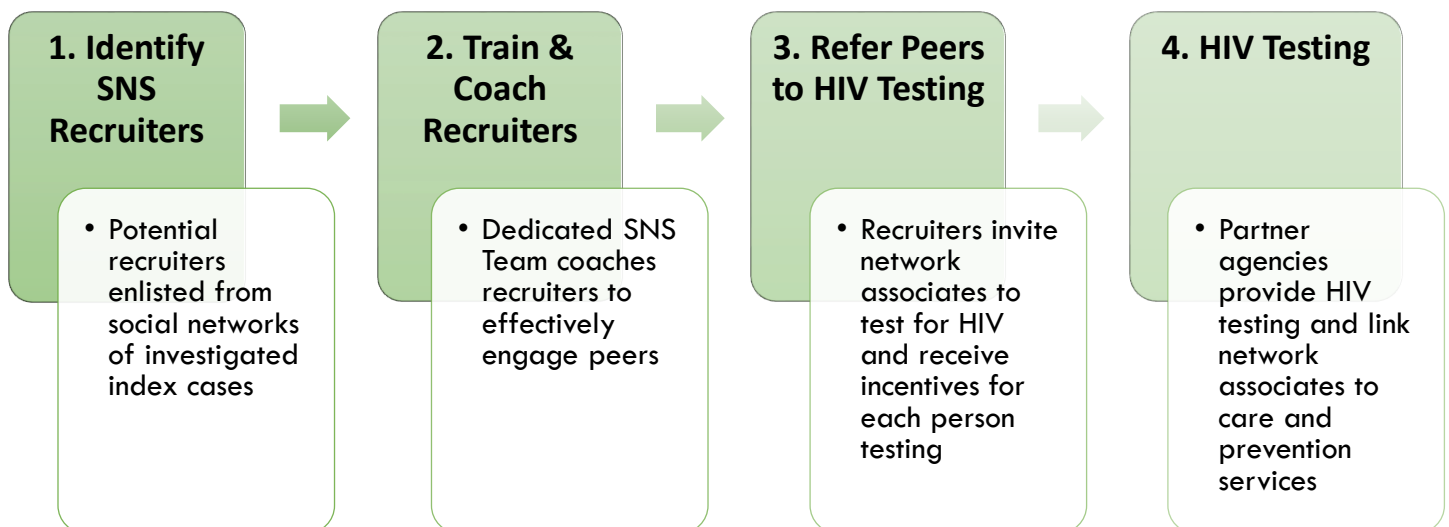 1. Identify
SNS
Recruiters
• Potential
recruiters
enlisted from
social networks
of investigated
index cases
2. Train &
Coach
Recruiters
• Dedicated SNS
Team coaches
recruiters to
effectively
engage peers
3. Refer Peers
to HIV Testing
• Recruiters invite
network
associates to
test for HIV
and receive
incentives for
each person
testing
4. HIV Testing
• Partner
agencies
provide HIV
testing and link
network
associates to
care and
prevention
services